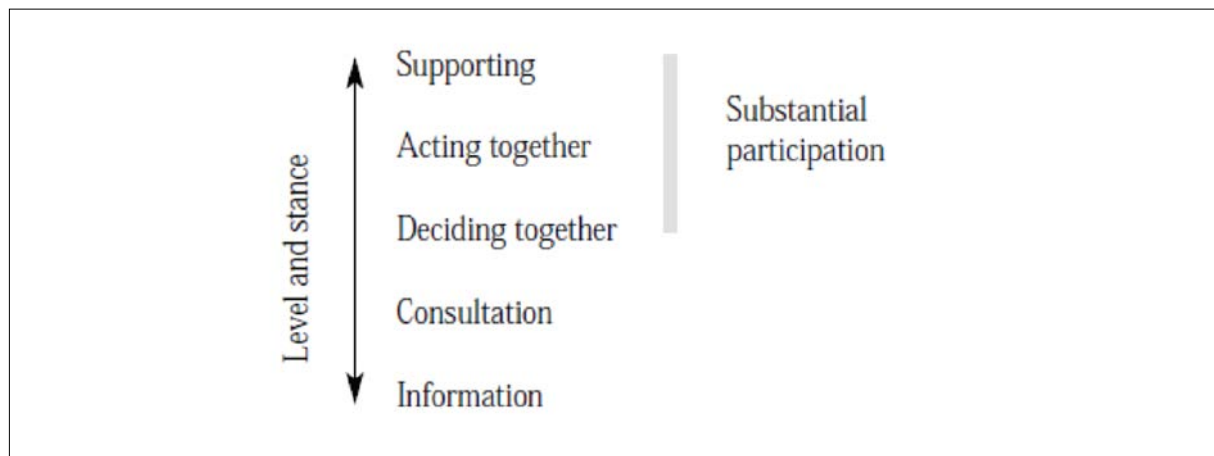 Supporting
Acting together
Deciding together
Consultation
Information
Level and stance
Substantial
participation